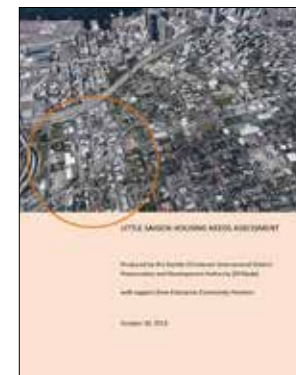 LITTLE SAIGON HOUSING NEEDS ASSESSMENT
Produced by the Seattle Chinatown International District
Preservation and Development Authority
with support from Enterprise Community Partners
October